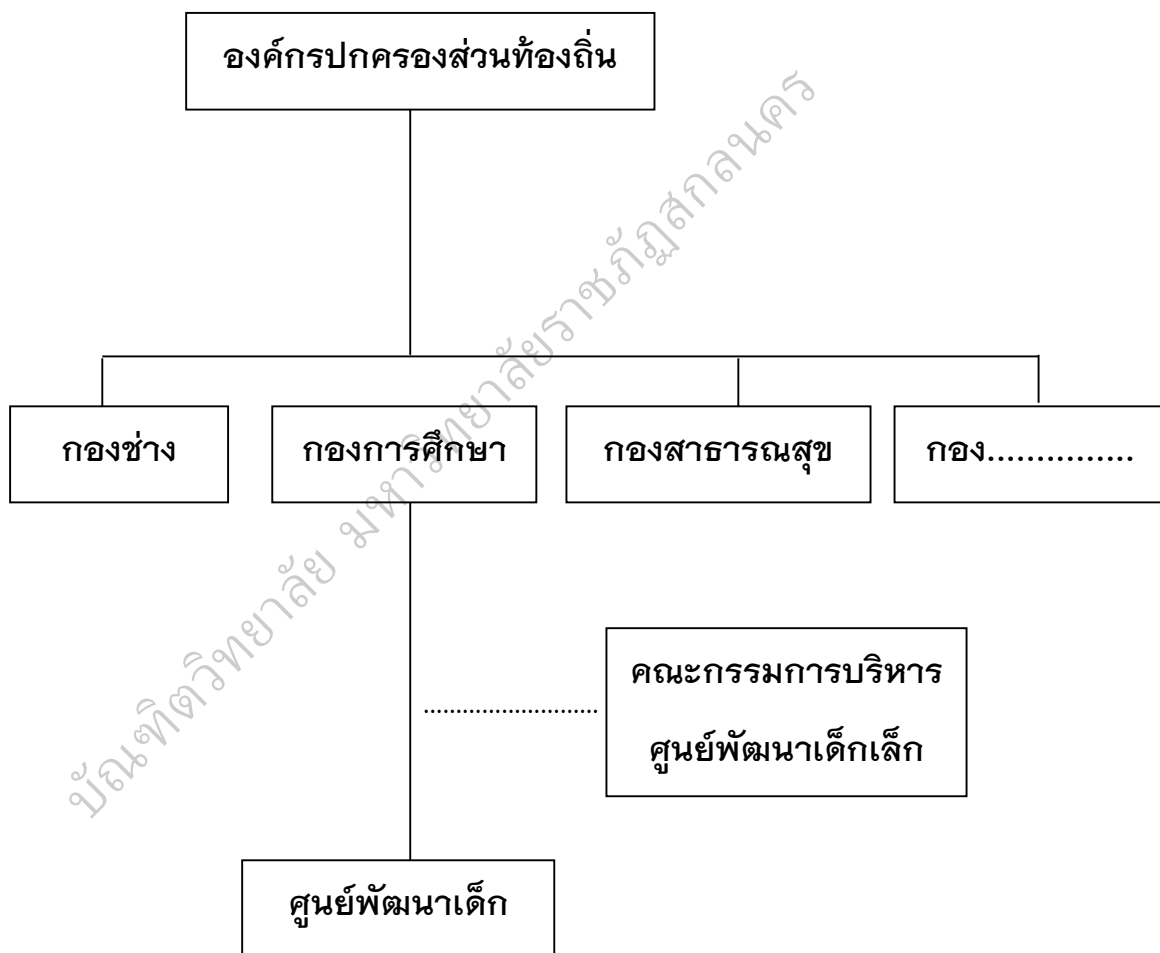 องค์กรปกครองส่วนท้องถิ่น
กองช่าง
กองการศึกษา
กองสาธารณสุข
กอง...............
คณะกรรมการบริหาร
ศูนย์พัฒนาเด็กเล็ก
ศูนย์พัฒนาเด็ก
บัณฑิตวิทยาลัย มหาวิทยาลัยราชภัฏสกลนคร